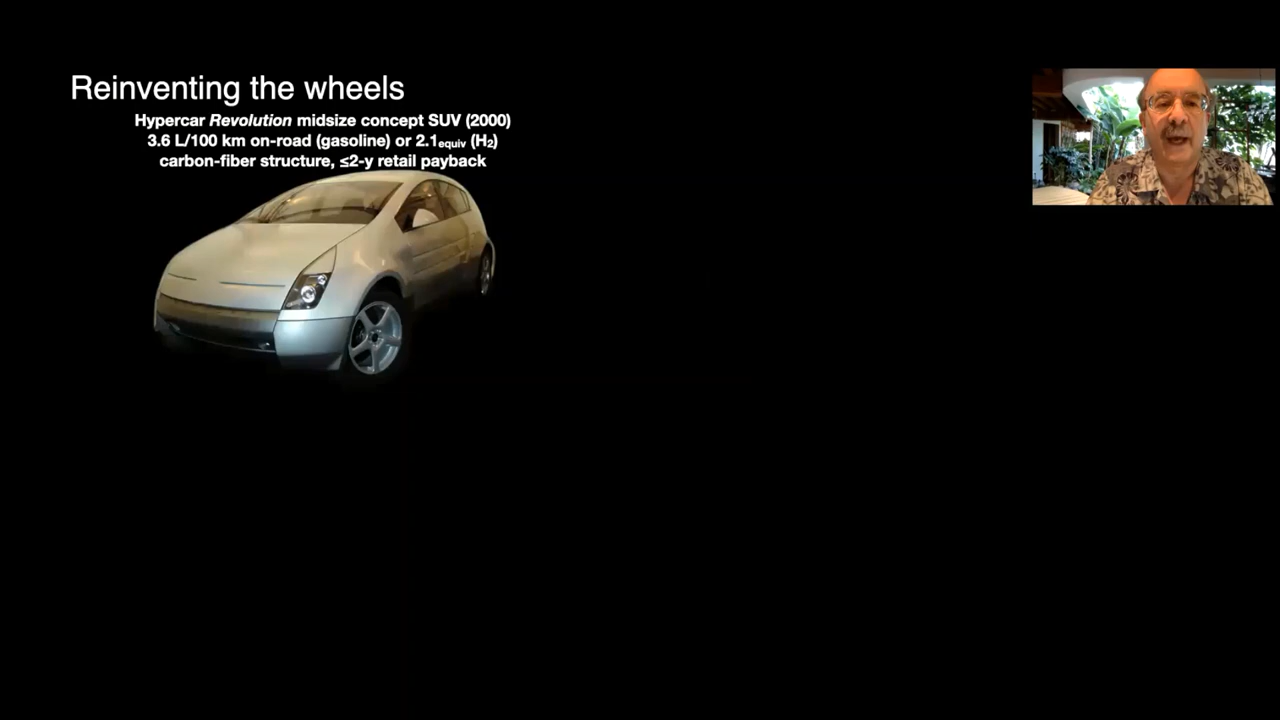 Reinventing the wheels
Hypercar Revolution midsize concept SUV (2000)
3.6 L/100 km on-road (gasoline) or 2.1equiv (H2)
carbon-fiber structure, ≤2-y retail payback